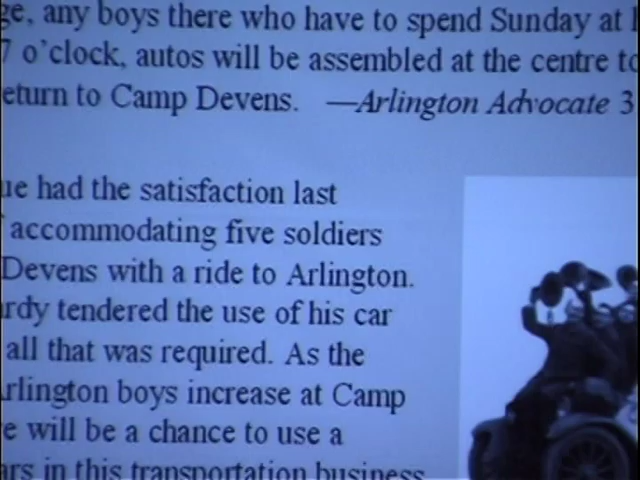 ge, any boys there who have to spend Sunday at
7 o'clock, autos will be assembled at the centre to
eturn to Camp Devens. —Arlington Advocate 3
ue had the satisfaction last
accommodating five soldiers
Devens with a ride to Arlington.
rdy tendered the use of his car
all that was required. As the
rlington boys increase at Camp
e will be a chance to use a
ars in this transportation business